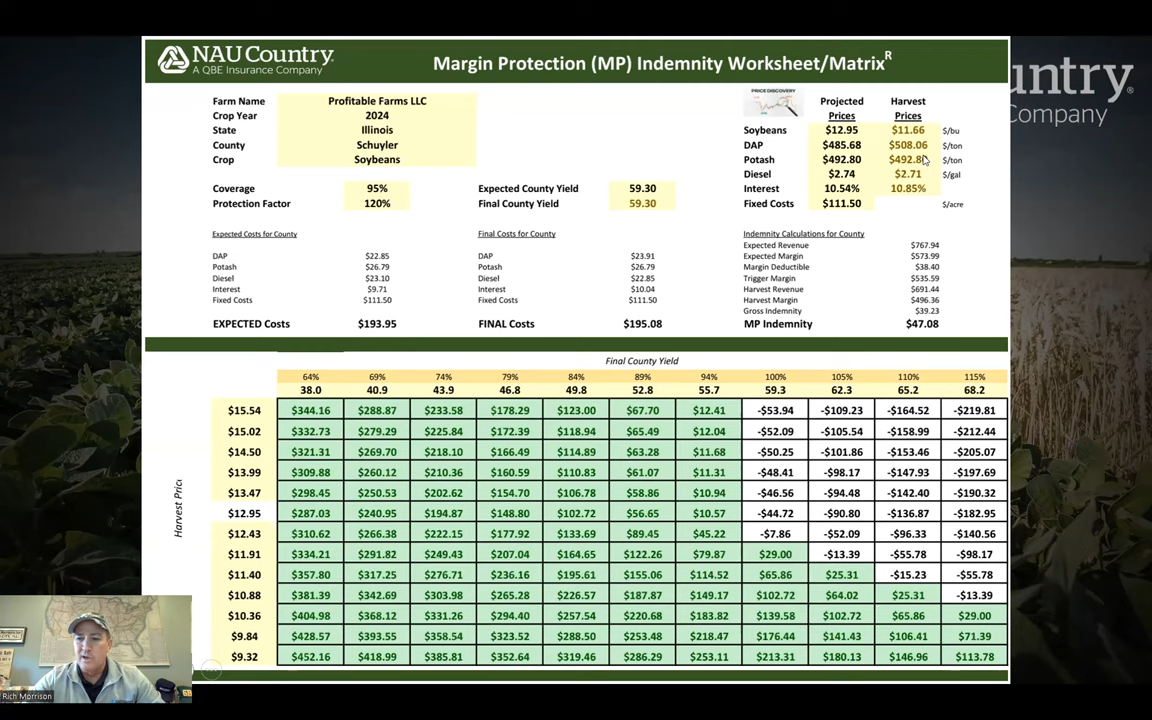 NAU Country
A QBE Insurance Company
Margin Protection (MP) Indemnity Worksheet/Matrix R
untry
Company
Farm Name Profitable Farms LLC
Crop Year 2024
State Illinois
County Schuyler
Crop Soybeans
Coverage 95%
Protection Factor 120%
Expected County Yield 59.30
Final County Yield 59.30
PRICE DISCOVERY
Projected Prices Harvest Prices
Soybeans $12.95 $11.66 $/bu
DAP $485.68 $508.06 $/ton
Potash $492.80 $492.80 $/ton
Diesel $2.74 $2.71 $/gal
Interest 10.54% 10.85%
Fixed Costs $111.50 $/acre
Expected Costs for County
DAP $22.85
Potash $26.79
Diesel $23.10
Interest $9.71
Fixed Costs $111.50
EXPECTED Costs $193.95
Final Costs for County
DAP $23.91
Potash $26.79
Diesel $22.85
Interest $10.04
Fixed Costs $111.50
FINAL Costs $195.08
Indemnity Calculations for County
Expected Revenue $767.94
Expected Margin $573.99
Margin Deductible $38.40
Trigger Margin $535.59
Harvest Revenue $691.44
Harvest Margin $496.36
Gross Indemnity $39.23
MP Indemnity $47.08
Final County Yield
64% 69% 74% 79% 84% 89% 94% 100% 105% 110% 115%
38.0 40.9 43.9 46.8 49.8 52.8 55.7 59.3 62.3 65.2 68.2
Harvest Pric
$15.54 $344.16 $288.87 $233.58 $178.29 $123.00 $67.70 $12.41 -$53.94 -$109.23 -$164.52 -$219.81
$15.02 $332.73 $279.29 $225.84 $172.39 $118.94 $65.49 $12.04 -$52.09 -$105.54 -$158.99 -$212.44
$14.50 $321.31 $269.70 $218.10 $166.49 $114.89 $63.28 $11.68 -$50.25 -$101.86 -$153.46 -$205.07
$13.99 $309.88 $260.12 $210.36 $160.59 $110.83 $61.07 $11.31 -$48.41 -$98.17 -$147.93 -$197.69
$13.47 $298.45 $250.53 $202.62 $154.70 $106.78 $58.86 $10.94 -$46.56 -$94.48 -$142.40 -$190.32
$12.95 $287.03 $240.95 $194.87 $148.80 $102.72 $56.65 $10.57 -$44.72 -$90.80 -$136.87 -$182.95
$12.43 $310.62 $266.38 $222.15 $177.92 $133.69 $89.45 $45.22 -$7.86 -$52.09 -$96.33 -$140.56
$11.91 $334.21 $291.82 $249.43 $207.04 $164.65 $122.26 $79.87 $29.00 -$13.39 -$55.78 -$98.17
$11.40 $357.80 $317.25 $276.71 $236.16 $195.61 $155.06 $114.52 $65.86 $25.31 -$15.23 -$55.78
$10.88 $381.39 $342.69 $303.98 $265.28 $226.57 $187.87 $149.17 $102.72 $64.02 $25.31 -$13.39
$10.36 $404.98 $368.12 $331.26 $294.40 $257.54 $220.68 $183.82 $139.58 $102.72 $65.86 $29.00
$9.84 $428.57 $393.55 $358.54 $323.52 $288.50 $253.48 $218.47 $176.44 $141.43 $106.41 $71.39
$9.32 $452.16 $418.99 $385.81 $352.64 $319.46 $286.29 $253.11 $213.31 $180.13 $146.96 $113.78
Rich Morrison